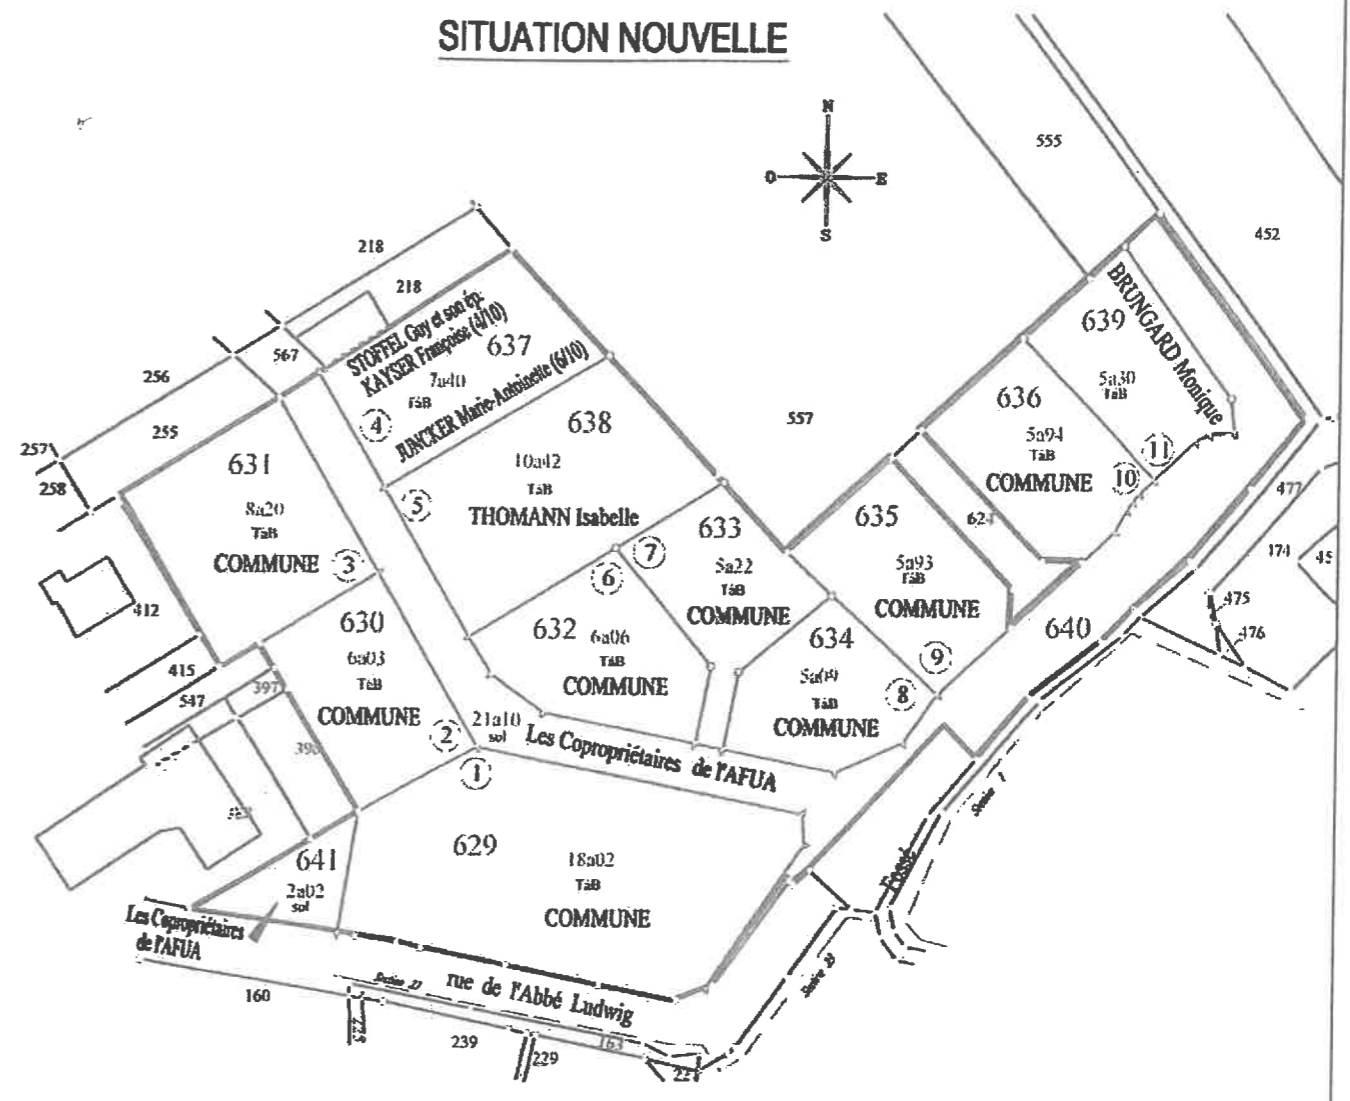 SITUATION NOUVELLE
N
O
E
S
555
452
557
218
218
567
256
255
257
258
412
415
547
397
STOFFEL Guy et son ép.
KAYSER Françoise (4/10)
637
7a40
TàB
JUNCKER Marie-Antoinette (6/10)
4
638
10a42
TàB
THOMANN Isabelle
5
631
8a20
TàB
COMMUNE
3
630
6a03
TàB
COMMUNE
2
632
6a06
TàB
COMMUNE
6
7
633
5a22
TàB
COMMUNE
634
5a09
TàB
COMMUNE
8
635
5a93
TàB
COMMUNE
9
624
636
5a94
TàB
COMMUNE
10
639
5a30
TàB
BRUNGARD Monique
11
640
477
474
45
475
476
21a10
sol
Les Copropriétaires de l'AFUA
1
629
18a02
TàB
COMMUNE
641
2a02
sol
Les Copropriétaires
de l'AFUA
Fossé
rue de l'Abbé Ludwig
160
239
229
163